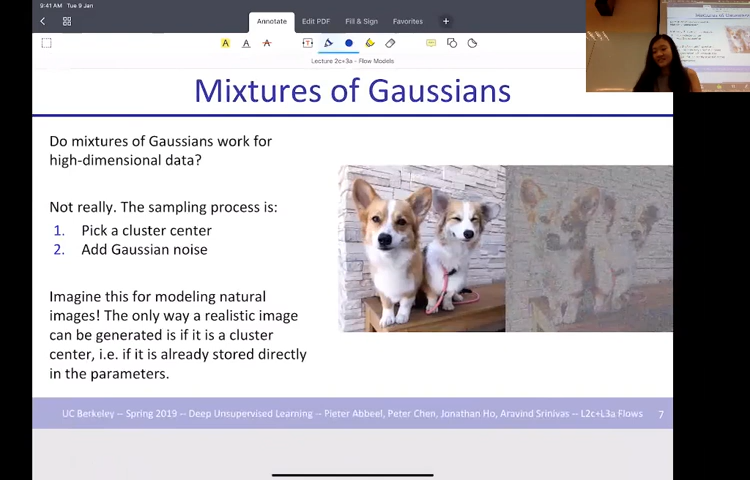 9:41 AM Tue 9 Jan
Annotate Edit PDF Fill & Sign Favorites +
A A A
Lecture 2c+3a - Flow Models
Mixtures of Gaussians
Do mixtures of Gaussians work for
high-dimensional data?
Not really. The sampling process is:
1. Pick a cluster center
2. Add Gaussian noise
Imagine this for modeling natural
images! The only way a realistic image
can be generated is if it is a cluster
center, i.e. if it is already stored directly
in the parameters.
UC Berkeley -- Spring 2019 -- Deep Unsupervised Learning -- Pieter Abbeel, Peter Chen, Jonathan Ho, Aravind Srinivas -- L2c+L3a Flows 7